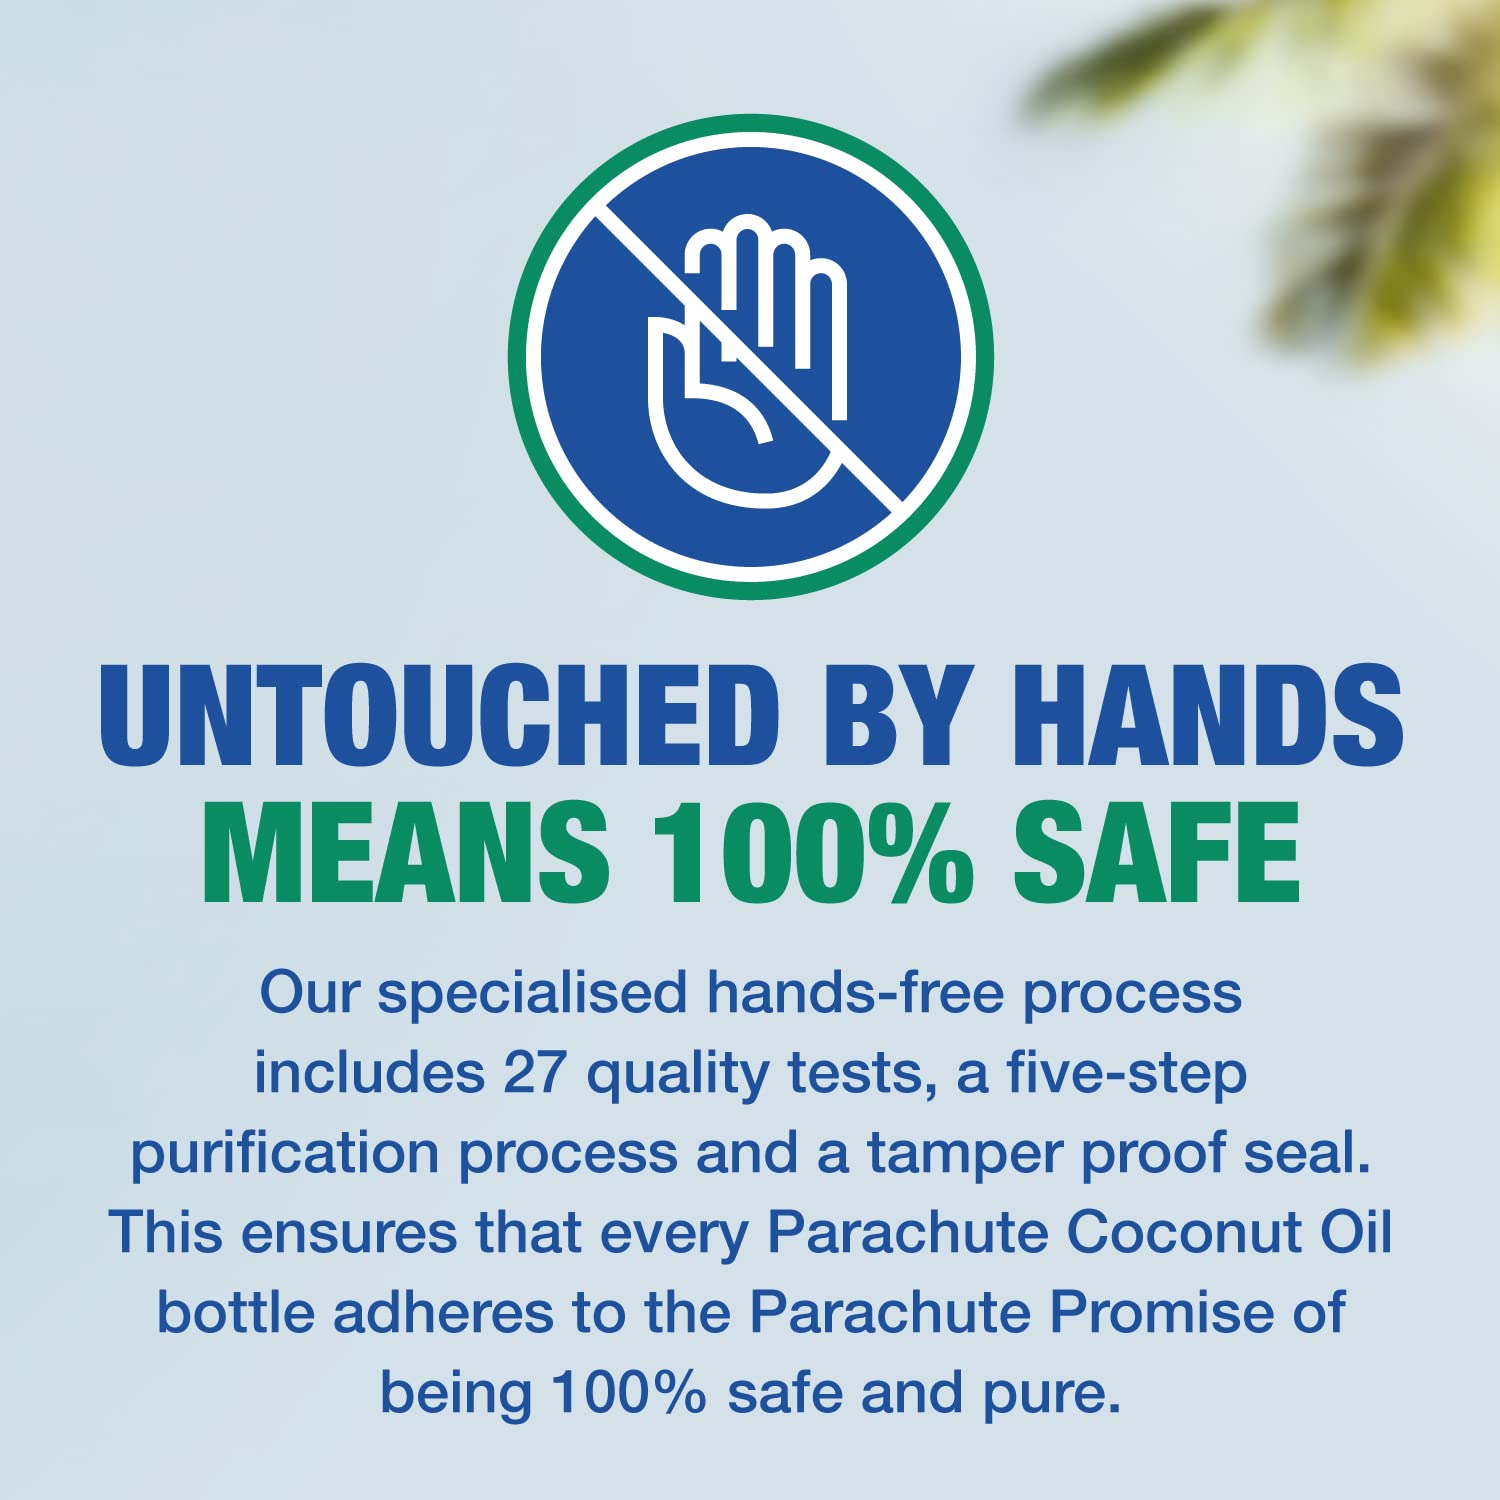 UNTOUCHED BY HANDS
MEANS 100% SAFE
Our specialised hands-free process
includes 27 quality tests, a five-step
purification process and a tamper proof seal.
This ensures that every Parachute Coconut Oil
bottle adheres to the Parachute Promise of
being 100% safe and pure.